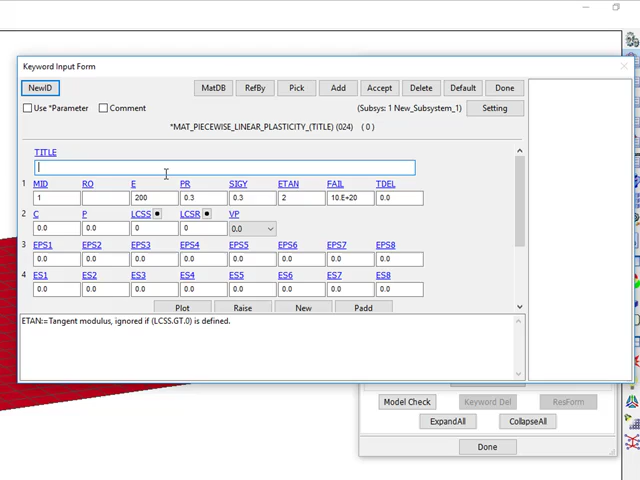 Keyword Input Form
NewID MatDB RefBy Pick Add Accept Delete Default Done
Use *Parameter Comment (Subsys: 1 New_Subsystem_1) Setting
*MAT_PIECEWISE_LINEAR_PLASTICITY_(TITLE) (024) ( 0 )
TITLE
1 MID RO E PR SIGY ETAN FAIL TDEL
1 200 0.3 0.3 2 10.E+20 0.0
2 C P LCSS LCSR VP
0.0 0.0 0 0 0.0
3 EPS1 EPS2 EPS3 EPS4 EPS5 EPS6 EPS7 EPS8
0.0 0.0 0.0 0.0 0.0 0.0 0.0 0.0
4 ES1 ES2 ES3 ES4 ES5 ES6 ES7 ES8
0.0 0.0 0.0 0.0 0.0 0.0 0.0 0.0
Plot Raise New Padd
ETAN:=Tangent modulus, ignored if (LCSS.GT.0) is defined.
Model Check Keyword Del ResForm
ExpandAll CollapseAll
Done